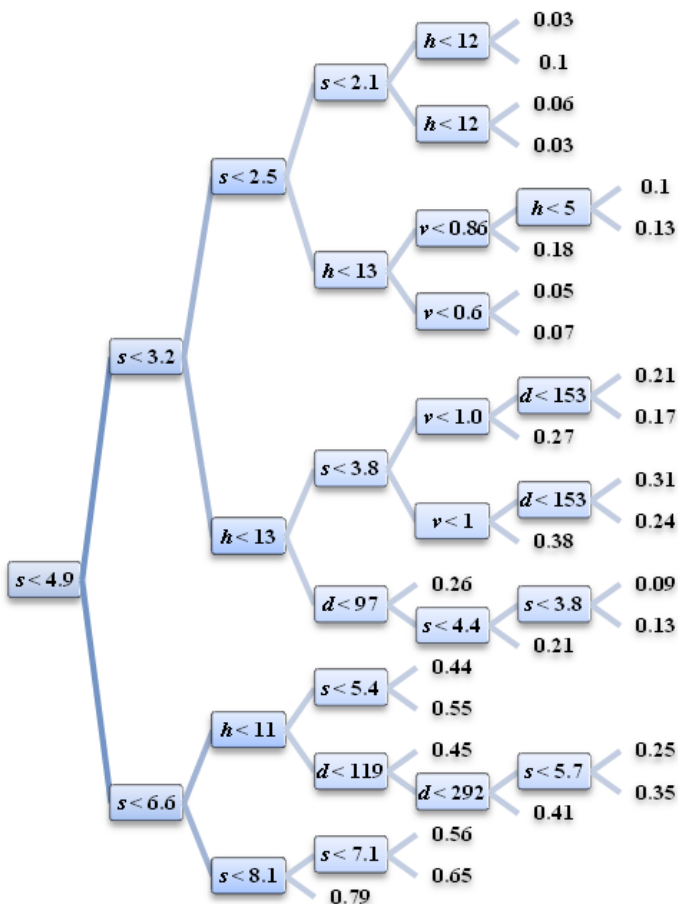 0.03
h < 12
0.1
s < 2.1
0.06
h < 12
0.03
s < 2.5
0.1
h < 5
0.13
v < 0.86
0.18
h < 13
0.05
v < 0.6
0.07
s < 3.2
0.21
d < 153
0.17
v < 1.0
0.27
s < 3.8
0.31
d < 153
0.24
v < 1
0.38
h < 13
0.26
d < 97
0.09
s < 3.8
0.13
s < 4.4
0.21
s < 4.9
0.44
s < 5.4
0.55
h < 11
0.45
d < 119
0.25
s < 5.7
0.35
d < 292
0.41
s < 6.6
0.56
s < 7.1
0.65
s < 8.1
0.79